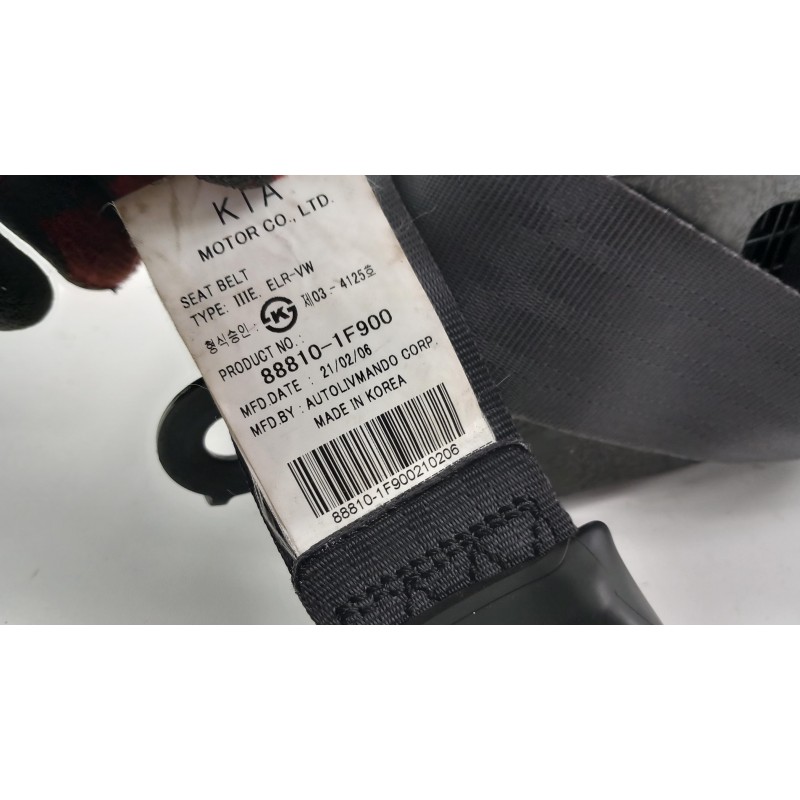 KIA
MOTOR CO., LTD.
SEAT BELT
TYPE: IIIE. ELR-VW
형식승인 : K 제03 - 4125호
PRODUCT NO.:
88810-1F900
MFD.DATE : 21/02/06
MFD.BY : AUTOLIVMANDO CORP.
MADE IN KOREA
88810-1F900210206